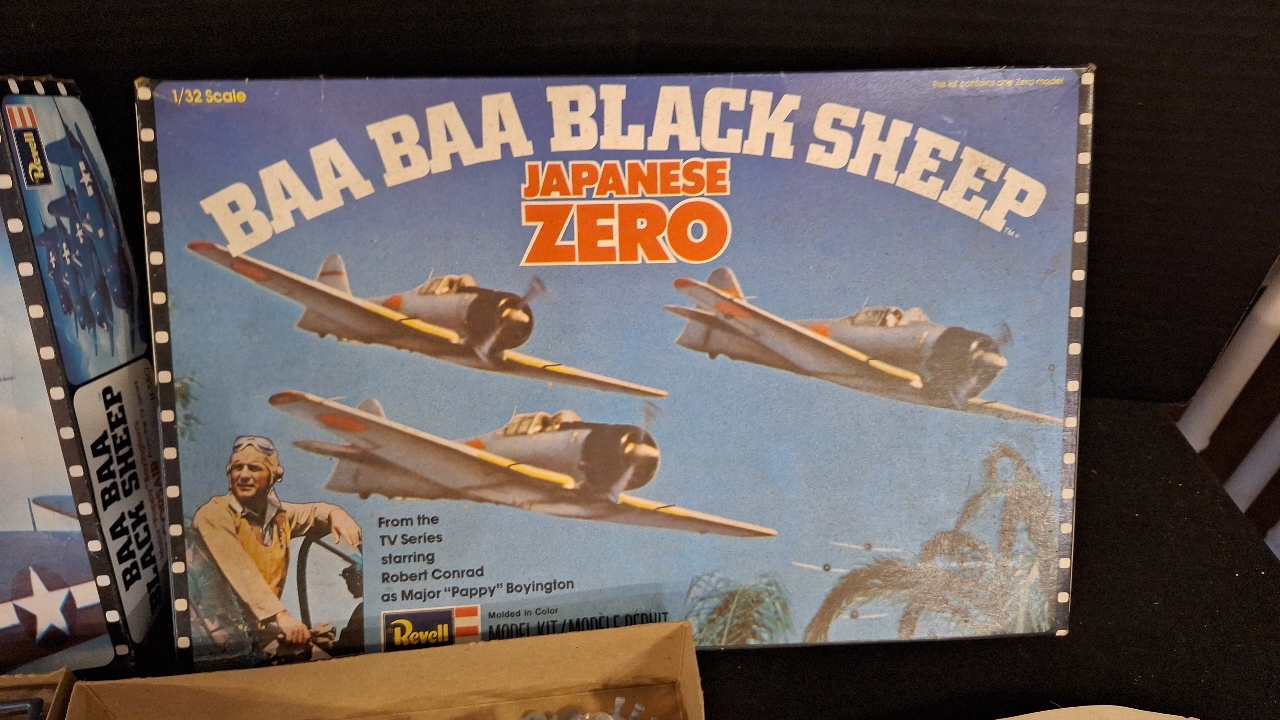 1/32 Scale
This kit contains one Zero model
BAA BAA BLACK SHEEP
TM
JAPANESE
ZERO
From the
TV Series
starring
Robert Conrad
as Major "Pappy" Boyington
Revell
Molded in Color
MODEL KIT/MODÈLE RÉDUIT
Revell
BAA BAA
BLACK SHEEP